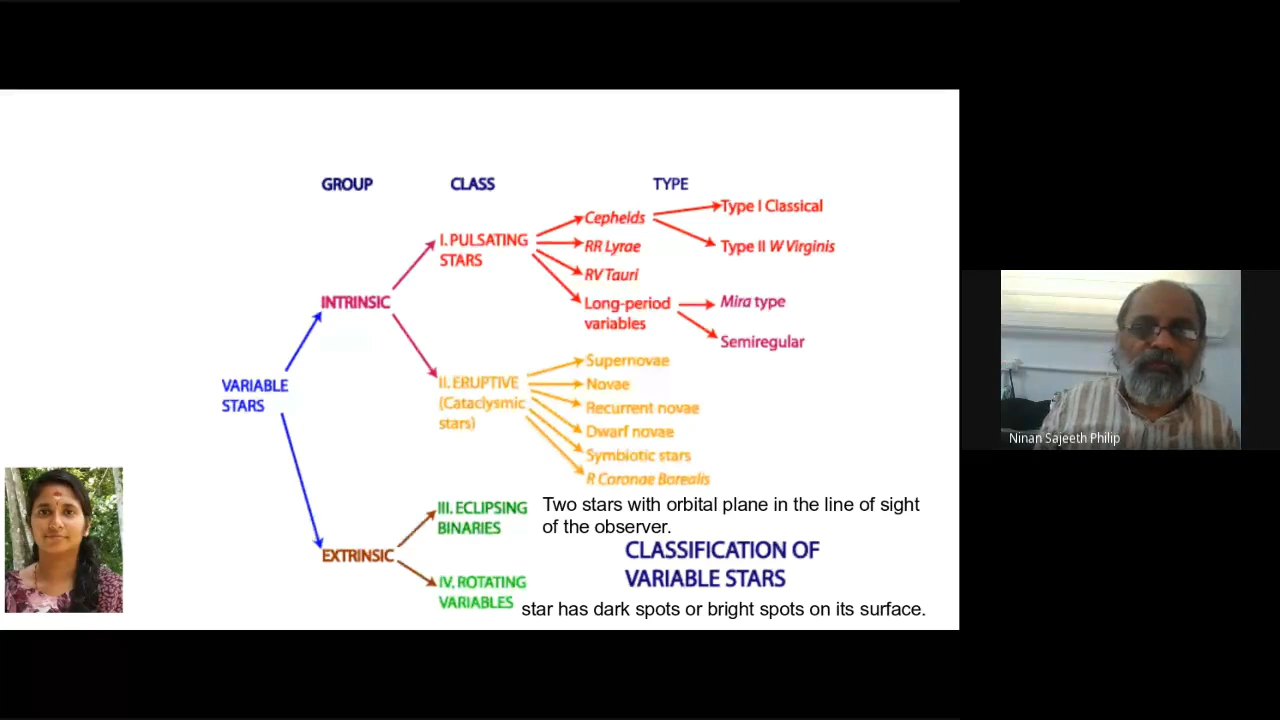 GROUP CLASS TYPE
Cepheids
Type I Classical
Type II W Virginis
I. PULSATING
STARS
RR Lyrae
RV Tauri
Long-period
variables
Mira type
Semiregular
INTRINSIC
Supernovae
Novae
Recurrent novae
Dwarf novae
Symbiotic stars
R Coronae Borealis
II. ERUPTIVE
(Cataclysmic
stars)
VARIABLE
STARS
III. ECLIPSING
BINARIES
Two stars with orbital plane in the line of sight
of the observer.
EXTRINSIC
CLASSIFICATION OF
VARIABLE STARS
IV. ROTATING
VARIABLES
star has dark spots or bright spots on its surface.
Ninan Sajeeth Philip